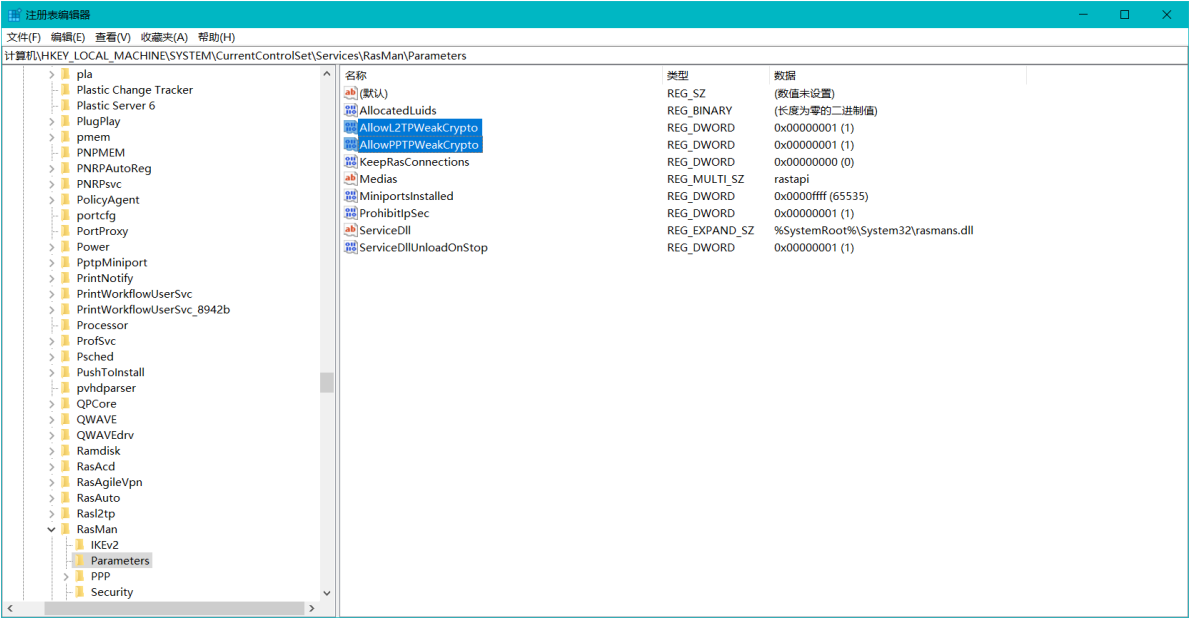 注册表编辑器
文件(F) 编辑(E) 查看(V) 收藏夹(A) 帮助(H)
计算机\HKEY_LOCAL_MACHINE\SYSTEM\CurrentControlSet\Services\RasMan\Parameters
pla
Plastic Change Tracker
Plastic Server 6
PlugPlay
pmem
PNPMEM
PNRPAutoReg
PNRPsvc
PolicyAgent
portcfg
PortProxy
Power
PptpMiniport
PrintNotify
PrintWorkflowUserSvc
PrintWorkflowUserSvc_8942b
Processor
ProfSvc
Psched
PushToInstall
pvhdparser
QPCore
QWAVE
QWAVEdrv
Ramdisk
RasAcd
RasAgileVpn
RasAuto
Rasl2tp
RasMan
IKEv2
Parameters
PPP
Security
名称 类型 数据
(默认) REG_SZ (数值未设置)
AllocatedLuids REG_BINARY (长度为零的二进制值)
AllowL2TPWeakCrypto REG_DWORD 0x00000001 (1)
AllowPPTPWeakCrypto REG_DWORD 0x00000001 (1)
KeepRasConnections REG_DWORD 0x00000000 (0)
Medias REG_MULTI_SZ rastapi
MiniportsInstalled REG_DWORD 0x0000ffff (65535)
ProhibitIpSec REG_DWORD 0x00000001 (1)
ServiceDll REG_EXPAND_SZ %SystemRoot%\System32\rasmans.dll
ServiceDllUnloadOnStop REG_DWORD 0x00000001 (1)